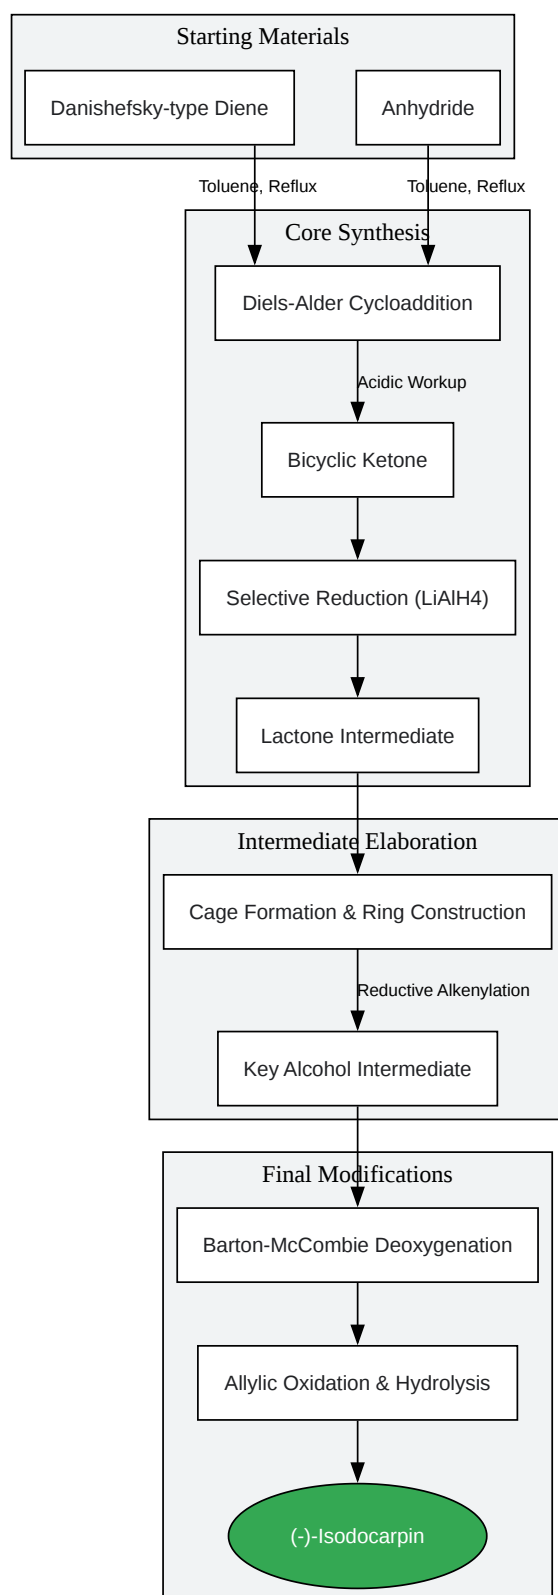 Starting Materials
Danishefsky-type Diene
Anhydride
Toluene, Reflux
Toluene, Reflux
Core Synthesis
Diels-Alder Cycloaddition
Acidic Workup
Bicyclic Ketone
Selective Reduction (LiAlH4)
Lactone Intermediate
Intermediate Elaboration
Cage Formation & Ring Construction
Reductive Alkenylation
Key Alcohol Intermediate
Final Modifications
Barton-McCombie Deoxygenation
Allylic Oxidation & Hydrolysis
(-)-Isodocarpin